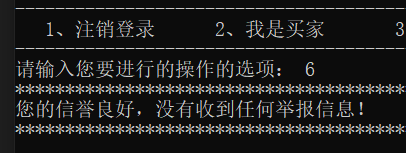 1、注销登录 2、我是买家 3
请输入您要进行的操作的选项： 6
您的信誉良好，没有收到任何举报信息！